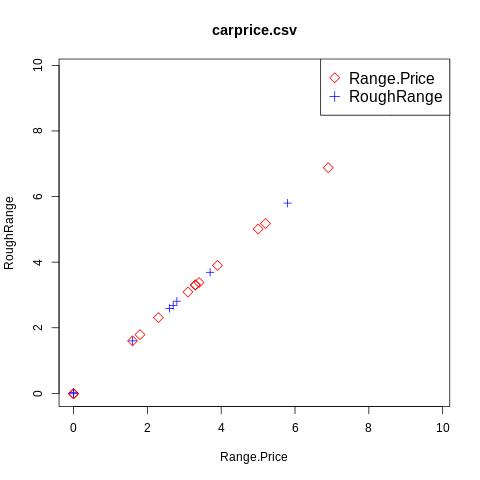 carprice.csv
Range.Price
RoughRange
10
8
6
4
2
0
RoughRange
0 2 4 6 8 10
Range.Price